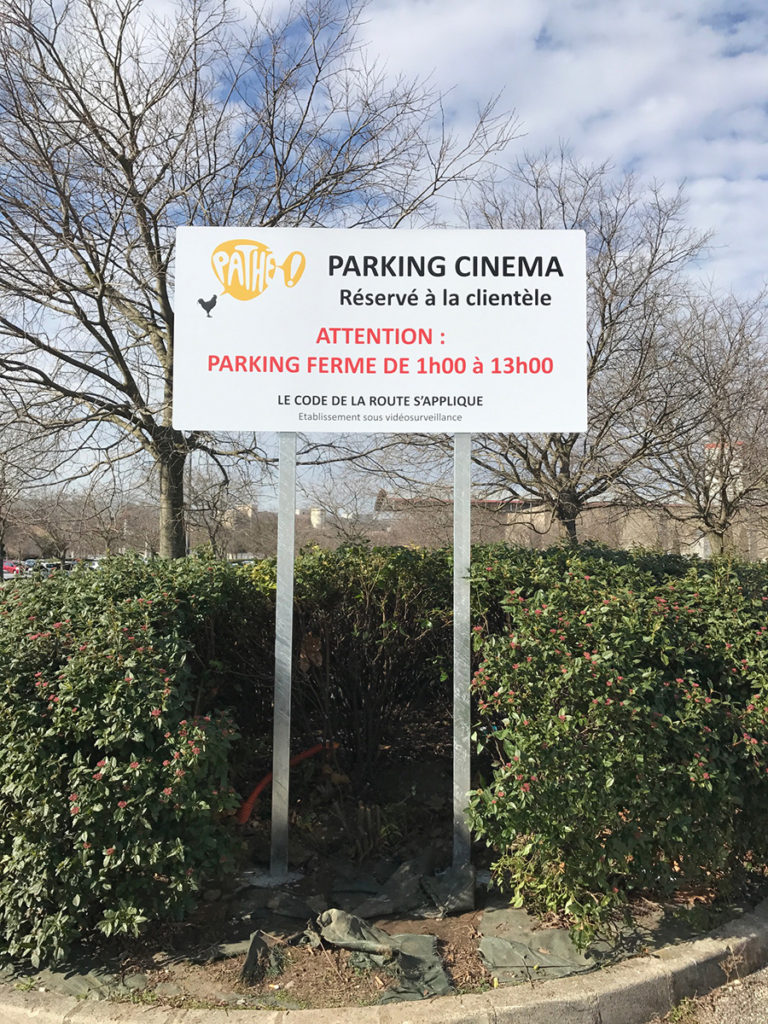 PATHE!
PARKING CINEMA
Réservé à la clientèle
ATTENTION :
PARKING FERME DE 1h00 à 13h00
LE CODE DE LA ROUTE S'APPLIQUE
Etablissement sous vidéosurveillance